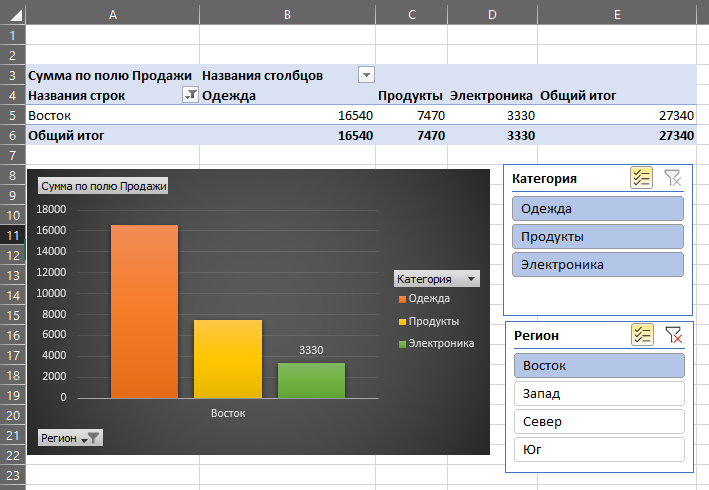 A B C D E
1
2
3 Сумма по полю Продажи Названия столбцов
4 Названия строк Одежда Продукты Электроника Общий итог
5 Восток 16540 7470 3330 27340
6 Общий итог 16540 7470 3330 27340
7
8
9
10
11
12
13
14
15
16
17
18
19
20
21
22
23
Сумма по полю Продажи
18000
16000
14000
12000
10000
8000
6000
4000
2000
0
3330
Восток
Категория
Одежда
Продукты
Электроника
Регион
Категория
Одежда
Продукты
Электроника
Регион
Восток
Запад
Север
Юг